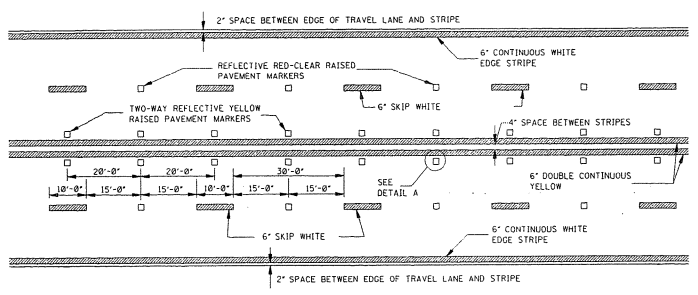 2" SPACE BETWEEN EDGE OF TRAVEL LANE AND STRIPE
6" CONTINUOUS WHITE
EDGE STRIPE
REFLECTIVE RED-CLEAR RAISED
PAVEMENT MARKERS
6" SKIP WHITE
TWO-WAY REFLECTIVE YELLOW
RAISED PAVEMENT MARKERS
4" SPACE BETWEEN STRIPES
20'-0" 20'-0" 30'-0"
10'-0" 15'-0" 15'-0" 10'-0" 15'-0" 15'-0"
SEE
DETAIL A
6" DOUBLE CONTINUOUS
YELLOW
6" SKIP WHITE
6" CONTINUOUS WHITE
EDGE STRIPE
2" SPACE BETWEEN EDGE OF TRAVEL LANE AND STRIPE